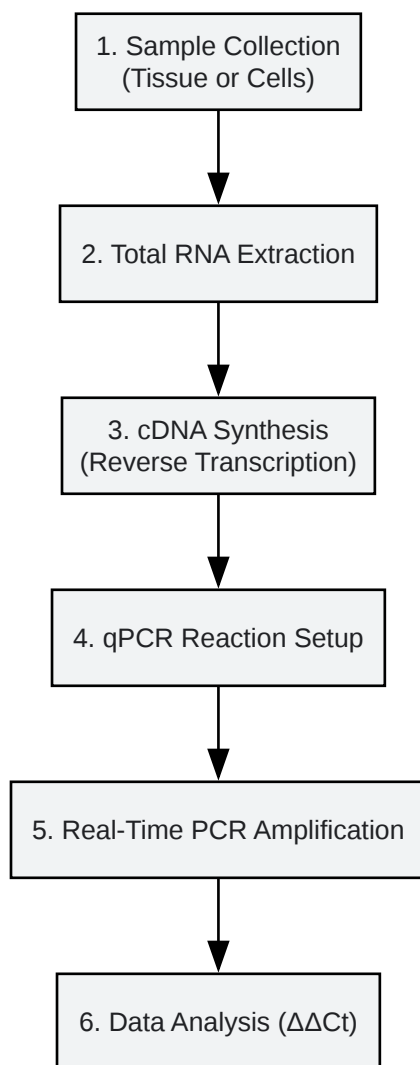 1. Sample Collection
(Tissue or Cells)
2. Total RNA Extraction
3. cDNA Synthesis
(Reverse Transcription)
4. qPCR Reaction Setup
5. Real-Time PCR Amplification
6. Data Analysis (ΔΔCt)